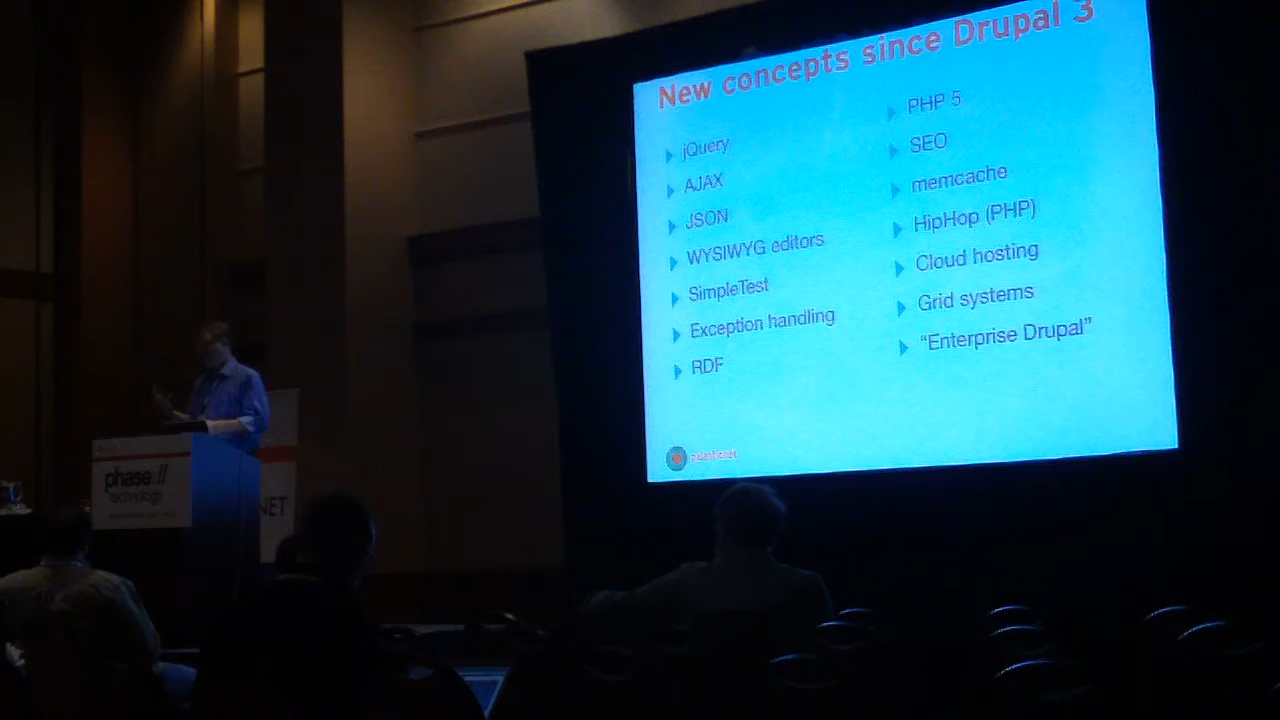 New concepts since Drupal 3
jQuery
AJAX
JSON
WYSIWYG editors
SimpleTest
Exception handling
RDF
PHP 5
SEO
memcache
HipHop (PHP)
Cloud hosting
Grid systems
“Enterprise Drupal”
phase
technology
NET